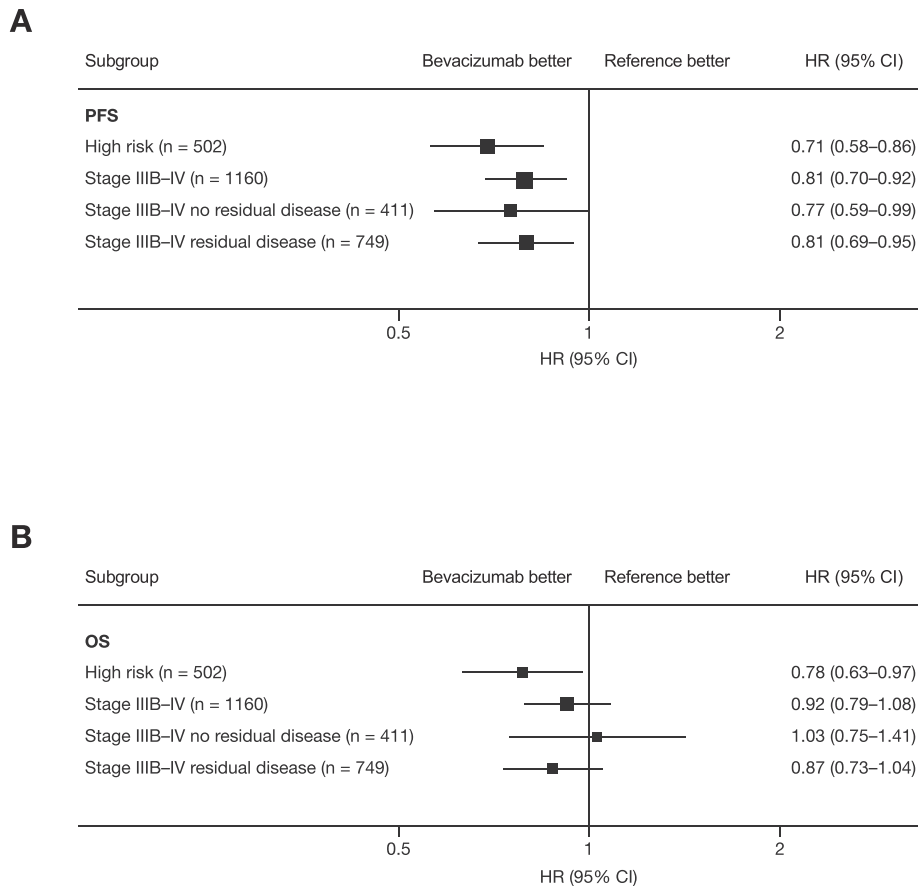 A
Subgroup Bevacizumab better Reference better HR (95% CI)
PFS
High risk (n = 502) 0.71 (0.58–0.86)
Stage IIIB–IV (n = 1160) 0.81 (0.70–0.92)
Stage IIIB–IV no residual disease (n = 411) 0.77 (0.59–0.99)
Stage IIIB–IV residual disease (n = 749) 0.81 (0.69–0.95)
0.5 1 2
HR (95% CI)
B
Subgroup Bevacizumab better Reference better HR (95% CI)
OS
High risk (n = 502) 0.78 (0.63–0.97)
Stage IIIB–IV (n = 1160) 0.92 (0.79–1.08)
Stage IIIB–IV no residual disease (n = 411) 1.03 (0.75–1.41)
Stage IIIB–IV residual disease (n = 749) 0.87 (0.73–1.04)
0.5 1 2
HR (95% CI)